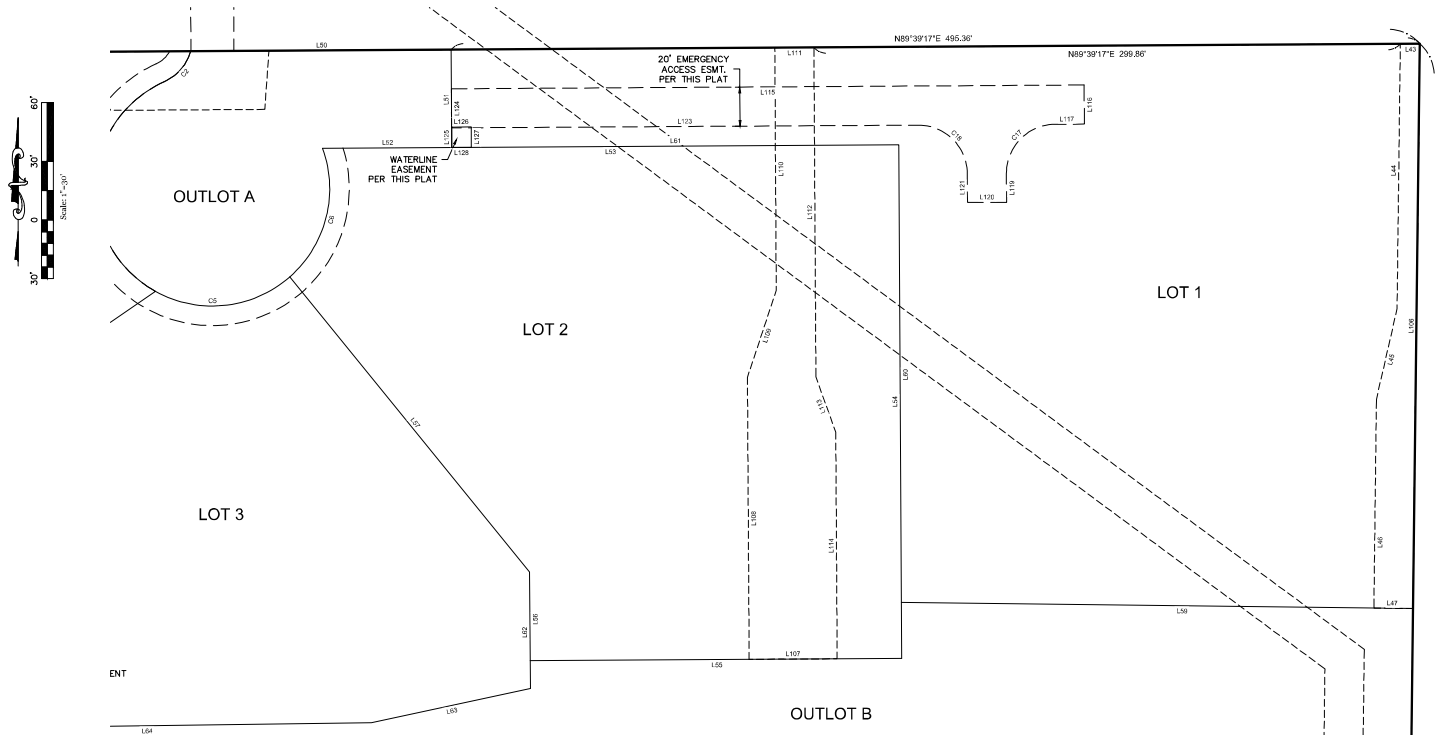 L50
N89°39'17"E 495.36'
L43
L111
N89°39'17"E 299.86'
20' EMERGENCY
ACCESS ESMT.
PER THIS PLAT
C2
L51
L124
L115
L116
60'
30'
0
30'
Scale: 1"=30'
L126
L123
L117
L125
L127
C18
C17
L52
L128
L53
L61
WATERLINE
EASEMENT
PER THIS PLAT
L110
L44
L121
L120
L119
OUTLOT A
C6
L112
C5
LOT 1
LOT 2
L109
L106
L45
L60
L54
L113
L57
LOT 3
L108
L114
L46
L47
L59
L62
L56
L107
L55
ENT
L63
OUTLOT B
L64